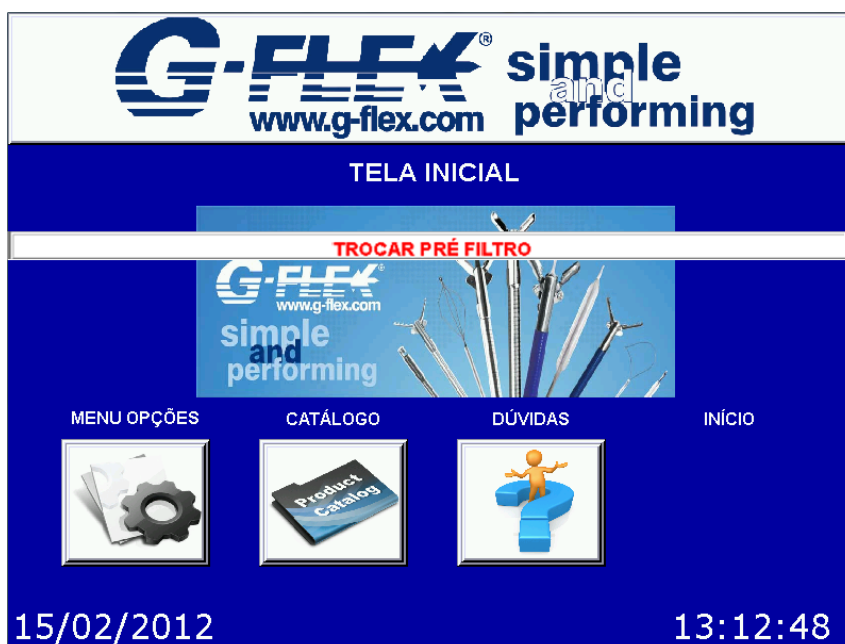 G-FLEX®
www.g-flex.com
simple
and
performing
TELA INICIAL
TROCAR PRÉ FILTRO
G-FLEX
www.g-flex.com
simple
and
performing
MENU OPÇÕES
CATÁLOGO
DÚVIDAS
INÍCIO
Product
Catalog
15/02/2012
13:12:48